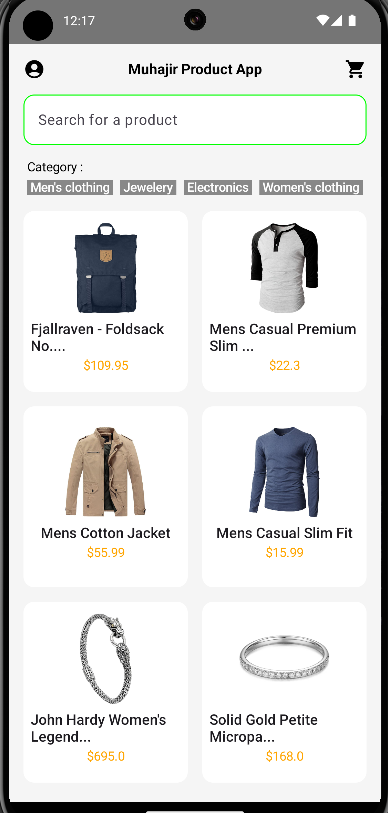 12:17
Muhajir Product App
Search for a product
Category :
Men's clothing Jewelery Electronics Women's clothing
Fjallraven - Foldsack
No....
$109.95
Mens Casual Premium
Slim ...
$22.3
Mens Cotton Jacket
$55.99
Mens Casual Slim Fit
$15.99
John Hardy Women's
Legend...
$695.0
Solid Gold Petite
Micropa...
$168.0